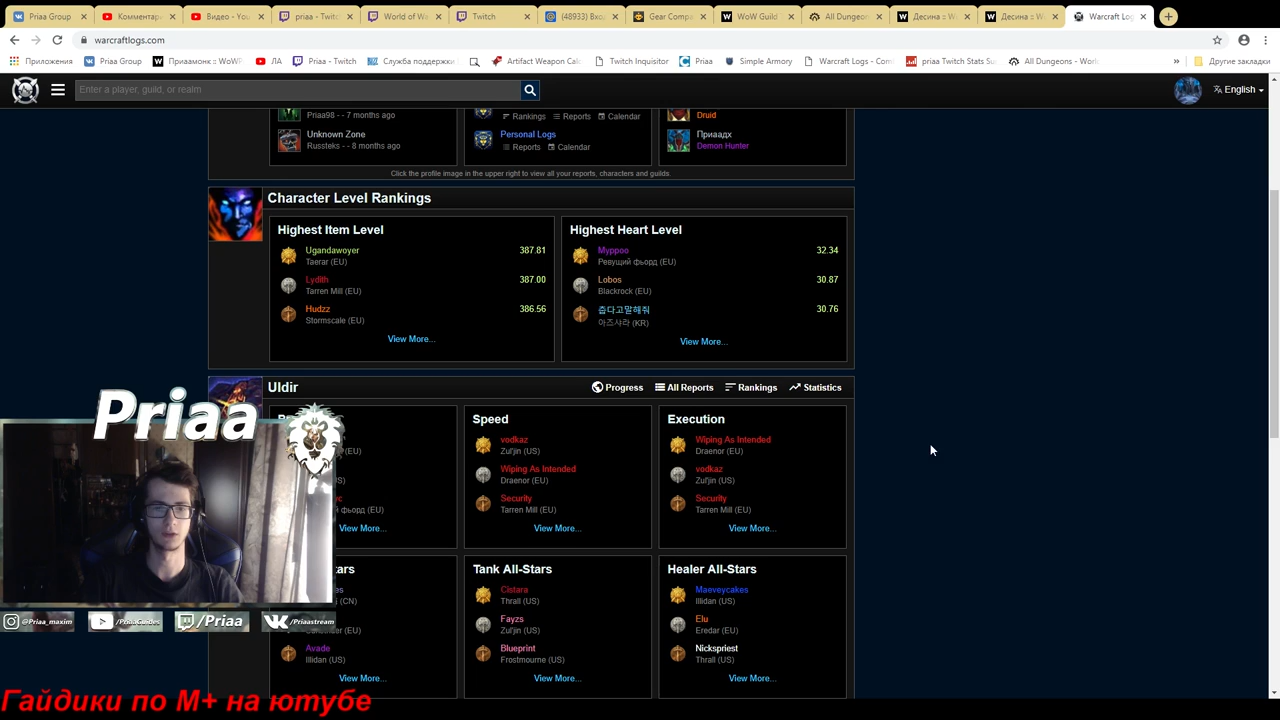 Priaa Group
Комментар
Видео - You
priaa - Twitc
World of Wa
Twitch
(48933) Вход
Gear Compa
WoW Guild
All Dungeon
Десина :: W
Десина :: W
Warcraft Log
warcraftlogs.com
Приложения
Priaa Group
Приаамонк :: WoWP
ЛА
Priaa - Twitch
Служба поддержки
Artifact Weapon Calc
Twitch Inquisitor
Priaa
Simple Armory
Warcraft Logs - Com
priaa Twitch Stats Su
All Dungeons - Worl
Другие закладки
Enter a player, guild, or realm
English
Priaa98 - - 7 months ago
Unknown Zone
Russteks - - 8 months ago
Rankings Reports Calendar
Personal Logs
Reports Calendar
Druid
Приаадх
Demon Hunter
Click the profile image in the upper right to view all your reports, characters and guilds.
Character Level Rankings
Highest Item Level
Ugandawoyer 387.81
Taerar (EU)
Lydith 387.00
Tarren Mill (EU)
Hudzz 386.56
Stormscale (EU)
View More...
Highest Heart Level
Myppoo 32.34
Ревущий фьорд (EU)
Lobos 30.87
Blackrock (EU)
춥다고말해줘 30.76
아즈샤라 (KR)
View More...
Uldir
Progress All Reports Rankings Statistics
View More...
Speed
vodkaz
Zul'jin (US)
Wiping As Intended
Draenor (EU)
Security
Tarren Mill (EU)
View More...
Execution
Wiping As Intended
Draenor (EU)
vodkaz
Zul'jin (US)
Security
Tarren Mill (EU)
View More...
Avade
Illidan (US)
View More...
Tank All-Stars
Cistara
Thrall (US)
Fayzs
Zul'jin (US)
Blueprint
Frostmourne (US)
View More...
Healer All-Stars
Maeveycakes
Illidan (US)
Elu
Eredar (EU)
Nickspriest
Thrall (US)
View More...
Priaa
@Priaa_maxim
/PriaaGuides
/Priaa
/Priaastream
Гайдики по М+ на ютубе